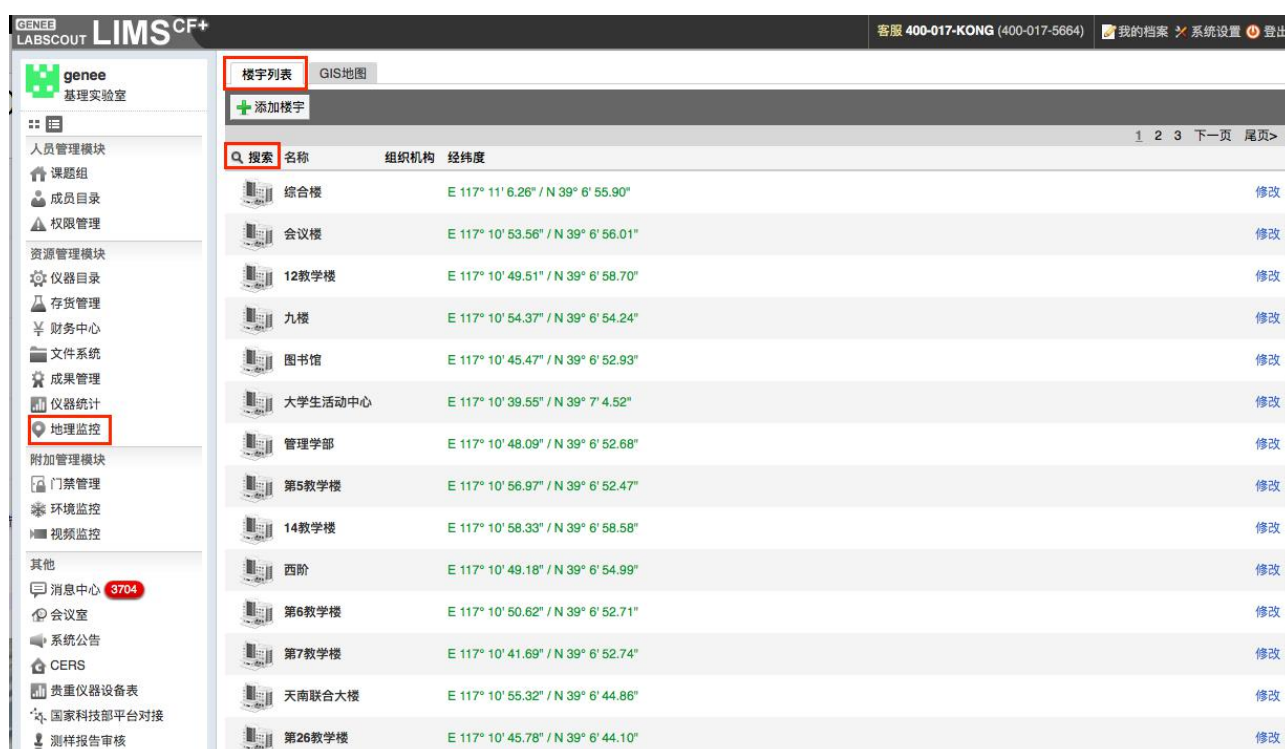 GENEE
LABSCOUT LIMS CF+
客服 400-017-KONG (400-017-5664) 我的档案 系统设置 登出
genee
基理实验室
人员管理模块
课题组
成员目录
权限管理
资源管理模块
仪器目录
存货管理
财务中心
文件系统
成果管理
仪器统计
地理监控
附加管理模块
门禁管理
环境监控
视频监控
其他
消息中心 3704
会议室
系统公告
CERS
贵重仪器设备表
国家科技部平台对接
测样报告审核
楼宇列表 GIS地图
添加楼宇
1 2 3 下一页 尾页>
搜索 名称 组织机构 经纬度
综合楼 E 117° 11' 6.26" / N 39° 6' 55.90" 修改
会议楼 E 117° 10' 53.56" / N 39° 6' 56.01" 修改
12教学楼 E 117° 10' 49.51" / N 39° 6' 58.70" 修改
九楼 E 117° 10' 54.37" / N 39° 6' 54.24" 修改
图书馆 E 117° 10' 45.47" / N 39° 6' 52.93" 修改
大学生活动中心 E 117° 10' 39.55" / N 39° 7' 4.52" 修改
管理学部 E 117° 10' 48.09" / N 39° 6' 52.68" 修改
第5教学楼 E 117° 10' 56.97" / N 39° 6' 52.47" 修改
14教学楼 E 117° 10' 58.33" / N 39° 6' 58.58" 修改
西阶 E 117° 10' 49.18" / N 39° 6' 54.99" 修改
第6教学楼 E 117° 10' 50.62" / N 39° 6' 52.71" 修改
第7教学楼 E 117° 10' 41.69" / N 39° 6' 52.74" 修改
天南联合大楼 E 117° 10' 55.32" / N 39° 6' 44.86" 修改
第26教学楼 E 117° 10' 45.78" / N 39° 6' 44.10" 修改